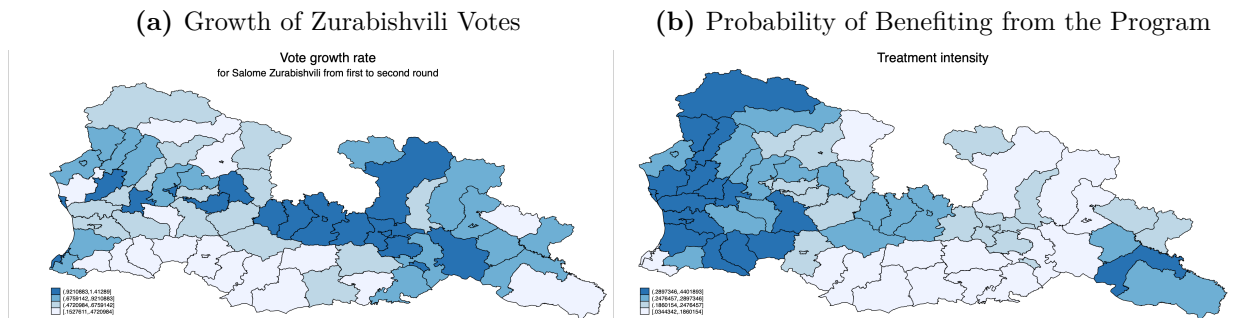 (a) Growth of Zurabishvili Votes
Vote growth rate
for Salome Zurabishvili from first to second round
(.9210883,1.41289]
(.6759142,.9210883]
(.4720984,.6759142]
[.1527611,.4720984]
(b) Probability of Benefiting from the Program
Treatment intensity
(.2897346,.4401893]
(.2476457,.2897346]
(.1860154,.2476457]
[.0344342,.1860154]